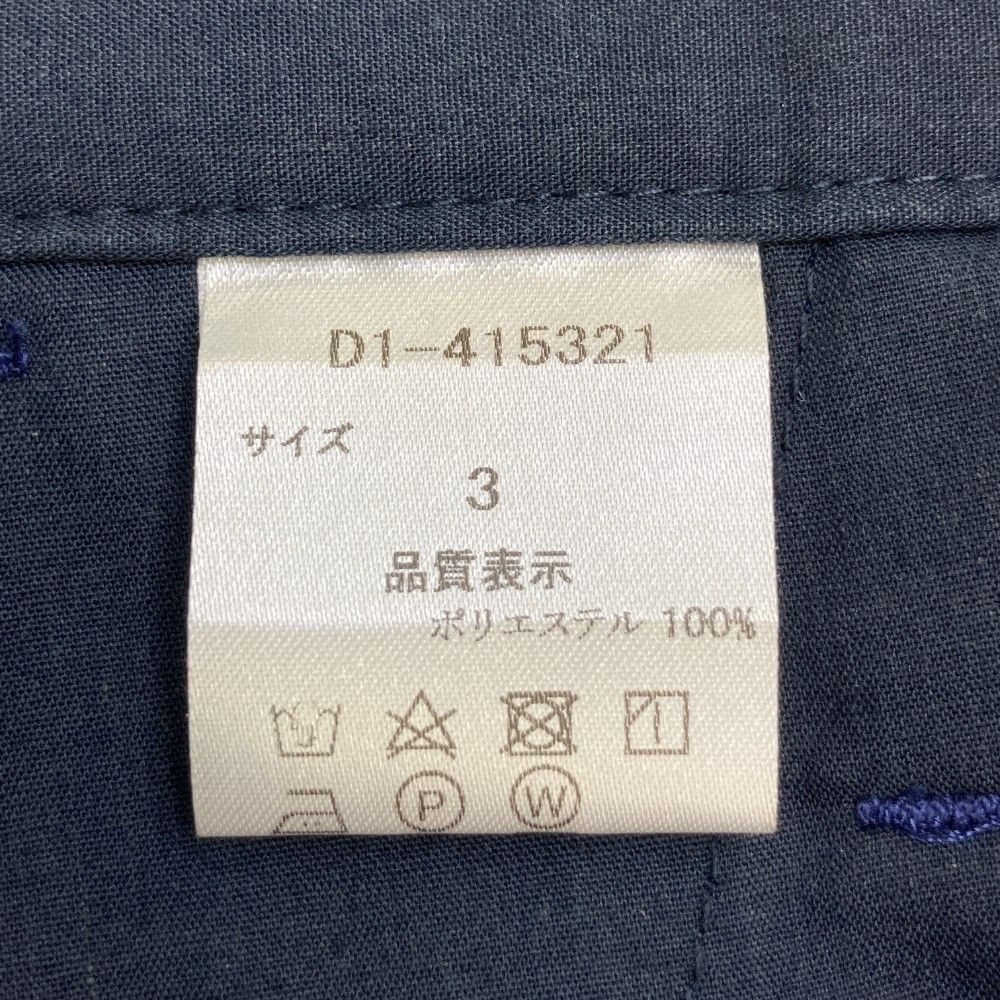 D1-415321
サイズ
3
品質表示
ポリエステル 100%
P W